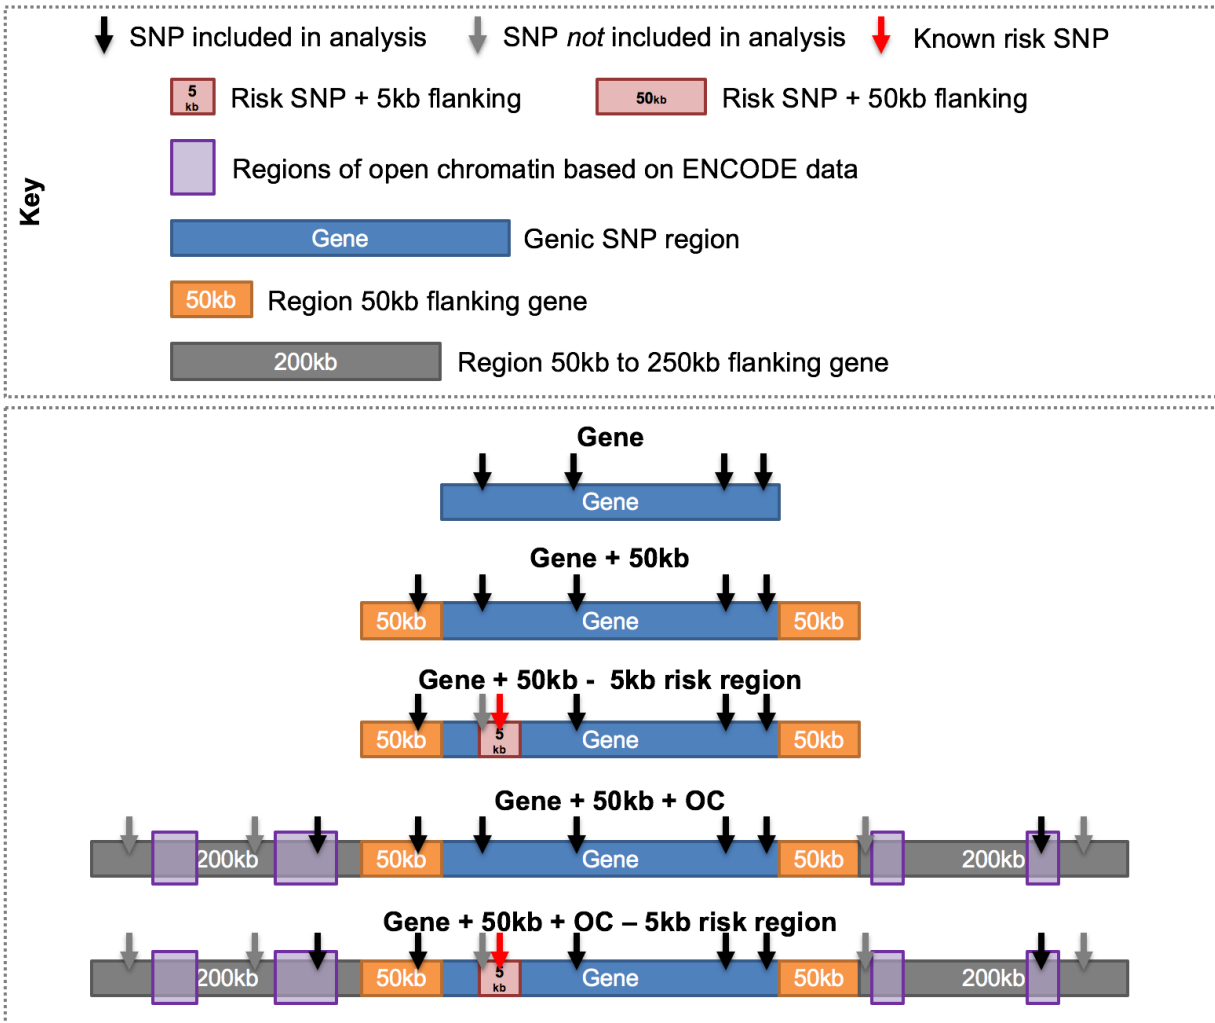 SNP included in analysis SNP not included in analysis Known risk SNP
5 kb Risk SNP + 5kb flanking 50kb Risk SNP + 50kb flanking
Regions of open chromatin based on ENCODE data
Key
Gene Genic SNP region
50kb Region 50kb flanking gene
200kb Region 50kb to 250kb flanking gene
Gene
Gene
Gene + 50kb
50kb Gene 50kb
Gene + 50kb - 5kb risk region
50kb 5 kb Gene 50kb
Gene + 50kb + OC
200kb 50kb Gene 50kb 200kb
Gene + 50kb + OC – 5kb risk region
200kb 50kb 5 kb Gene 50kb 200kb